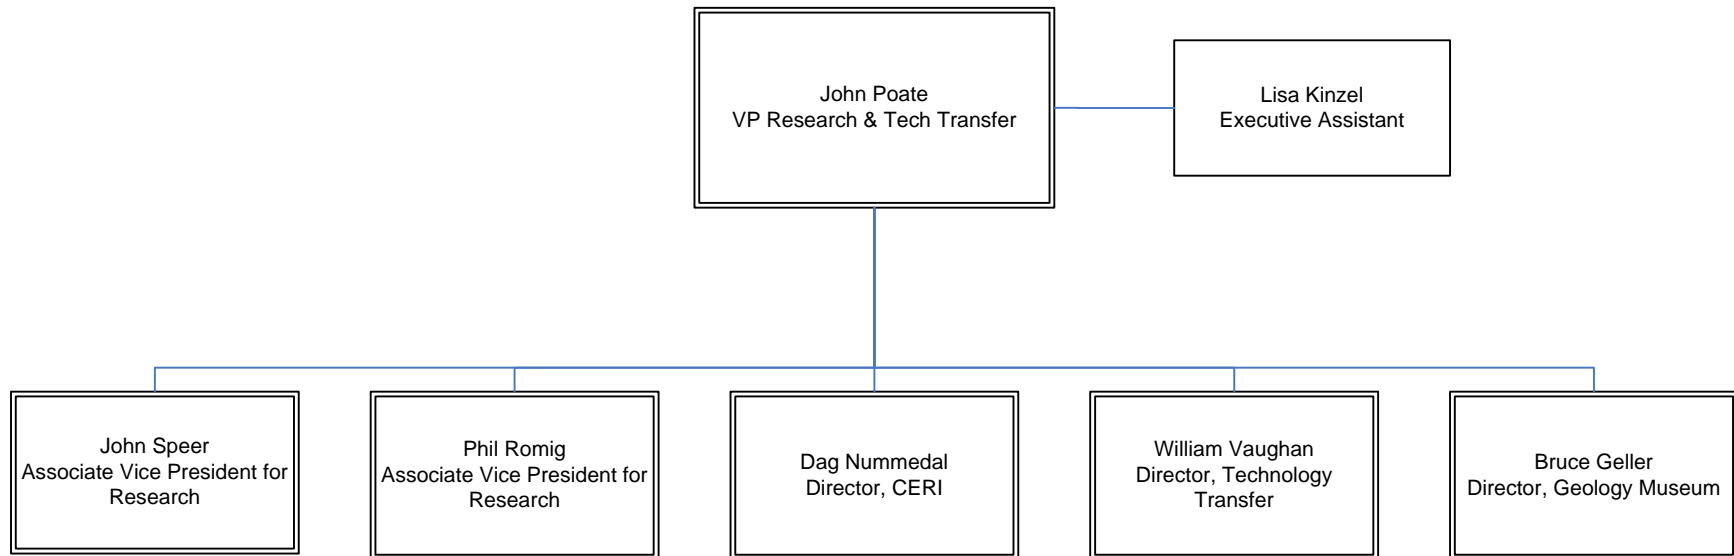 John Poate
VP Research & Tech Transfer
Lisa Kinzel
Executive Assistant
John Speer
Associate Vice President for
Research
Phil Romig
Associate Vice President for
Research
Dag Nummedal
Director, CERI
William Vaughan
Director, Technology
Transfer
Bruce Geller
Director, Geology Museum